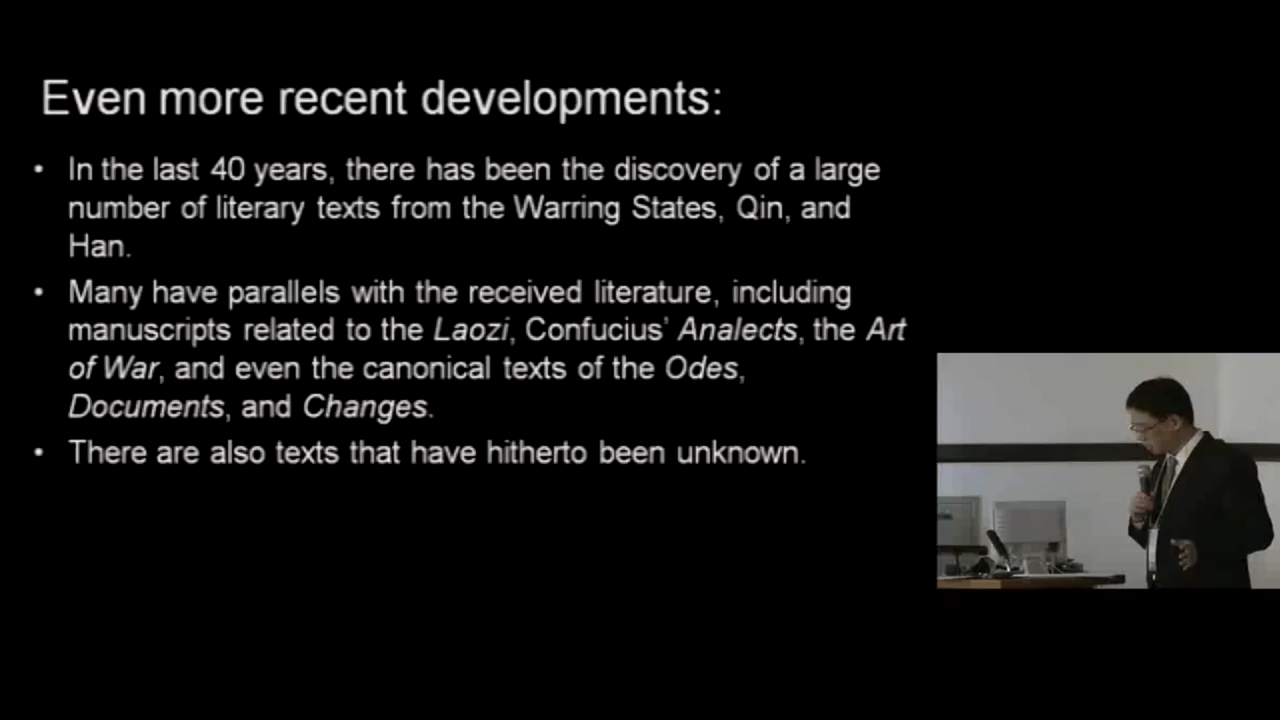 Even more recent developments:
• In the last 40 years, there has been the discovery of a large
number of literary texts from the Warring States, Qin, and
Han.
• Many have parallels with the received literature, including
manuscripts related to the Laozi, Confucius’ Analects, the Art
of War, and even the canonical texts of the Odes,
Documents, and Changes.
• There are also texts that have hitherto been unknown.